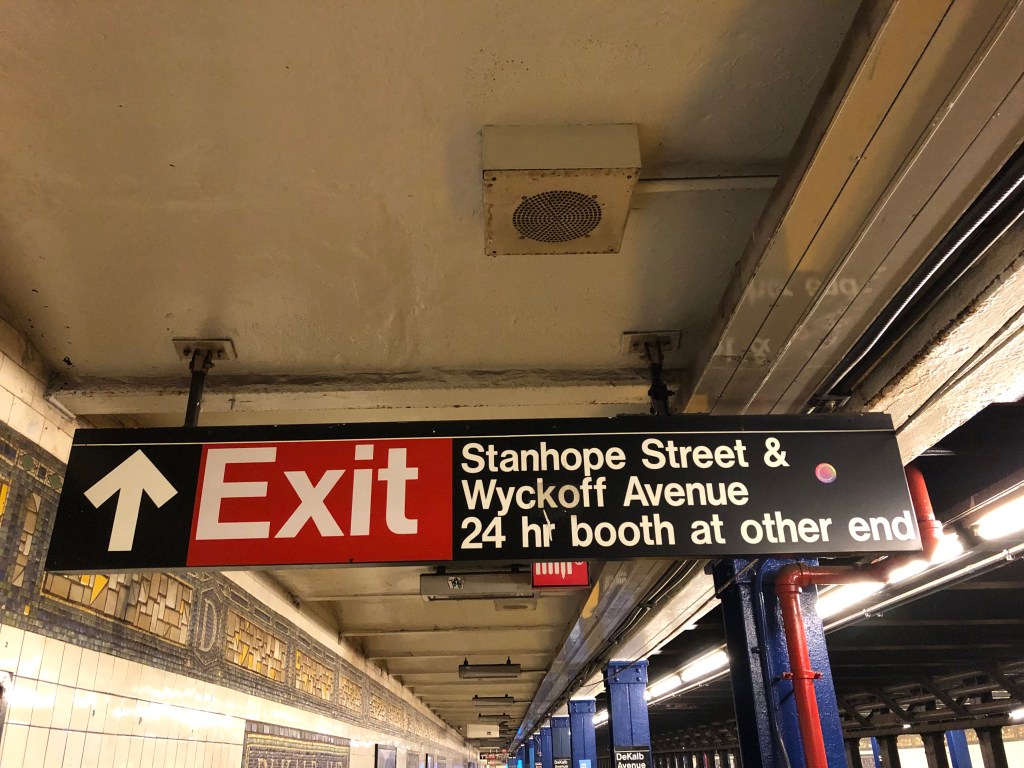 Exit
Stanhope Street &
Wyckoff Avenue
24 hr booth at other end
D
DeKalb
Avenue